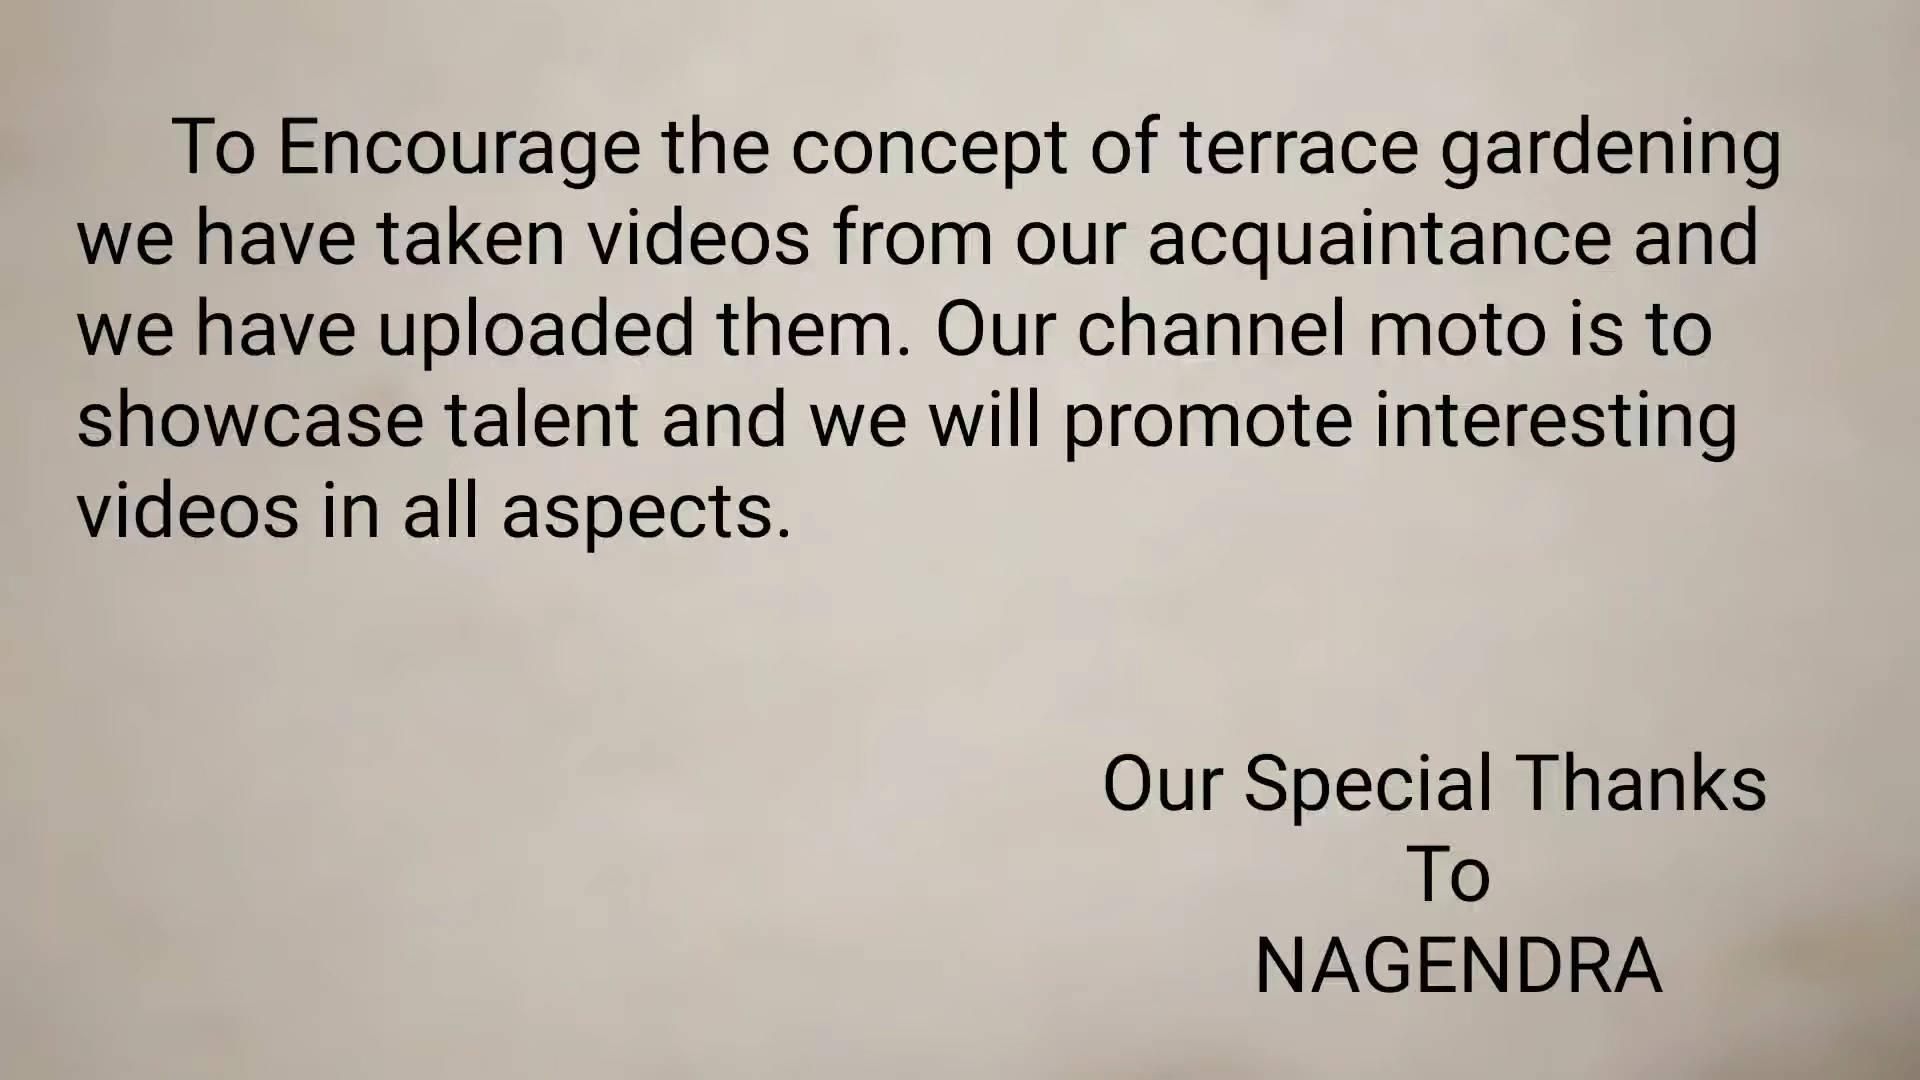 To Encourage the concept of terrace gardening
we have taken videos from our acquaintance and
we have uploaded them. Our channel moto is to
showcase talent and we will promote interesting
videos in all aspects.
Our Special Thanks
To
NAGENDRA